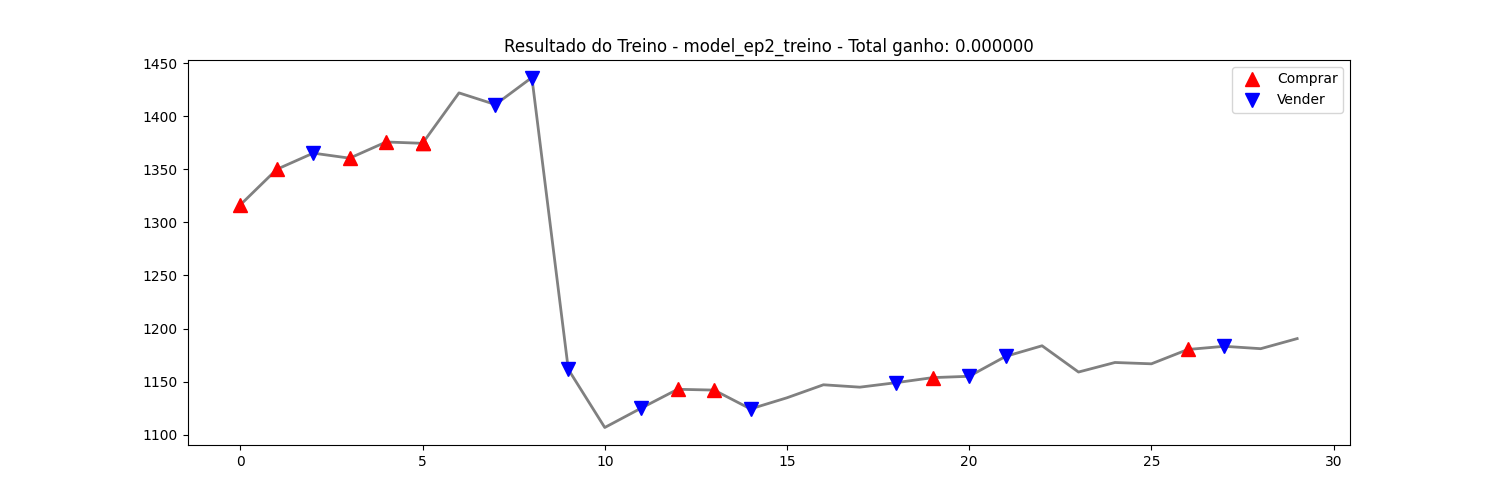 Resultado do Treino - model_ep2_treino - Total ganho: 0.000000
Comprar
Vender
1450
1400
1350
1300
1250
1200
1150
1100
0 5 10 15 20 25 30